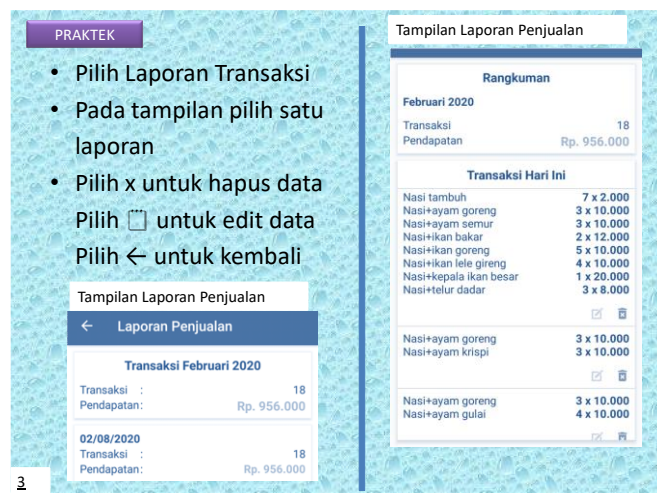 PRAKTEK
• Pilih Laporan Transaksi
• Pada tampilan pilih satu
laporan
• Pilih x untuk hapus data
Pilih untuk edit data
Pilih ← untuk kembali
Tampilan Laporan Penjualan
← Laporan Penjualan
Transaksi Februari 2020
Transaksi : 18
Pendapatan: Rp. 956.000
02/08/2020
Transaksi : 18
Pendapatan: Rp. 956.000
3
Tampilan Laporan Penjualan
Rangkuman
Februari 2020
Transaksi 18
Pendapatan Rp. 956.000
Transaksi Hari Ini
Nasi tambuh 7 x 2.000
Nasi+ayam goreng 3 x 10.000
Nasi+ayam semur 3 x 10.000
Nasi+ikan bakar 2 x 12.000
Nasi+ikan goreng 5 x 10.000
Nasi+ikan lele gireng 4 x 10.000
Nasi+kepala ikan besar 1 x 20.000
Nasi+telur dadar 3 x 8.000
Nasi+ayam goreng 3 x 10.000
Nasi+ayam krispi 3 x 10.000
Nasi+ayam goreng 3 x 10.000
Nasi+ayam gulai 4 x 10.000